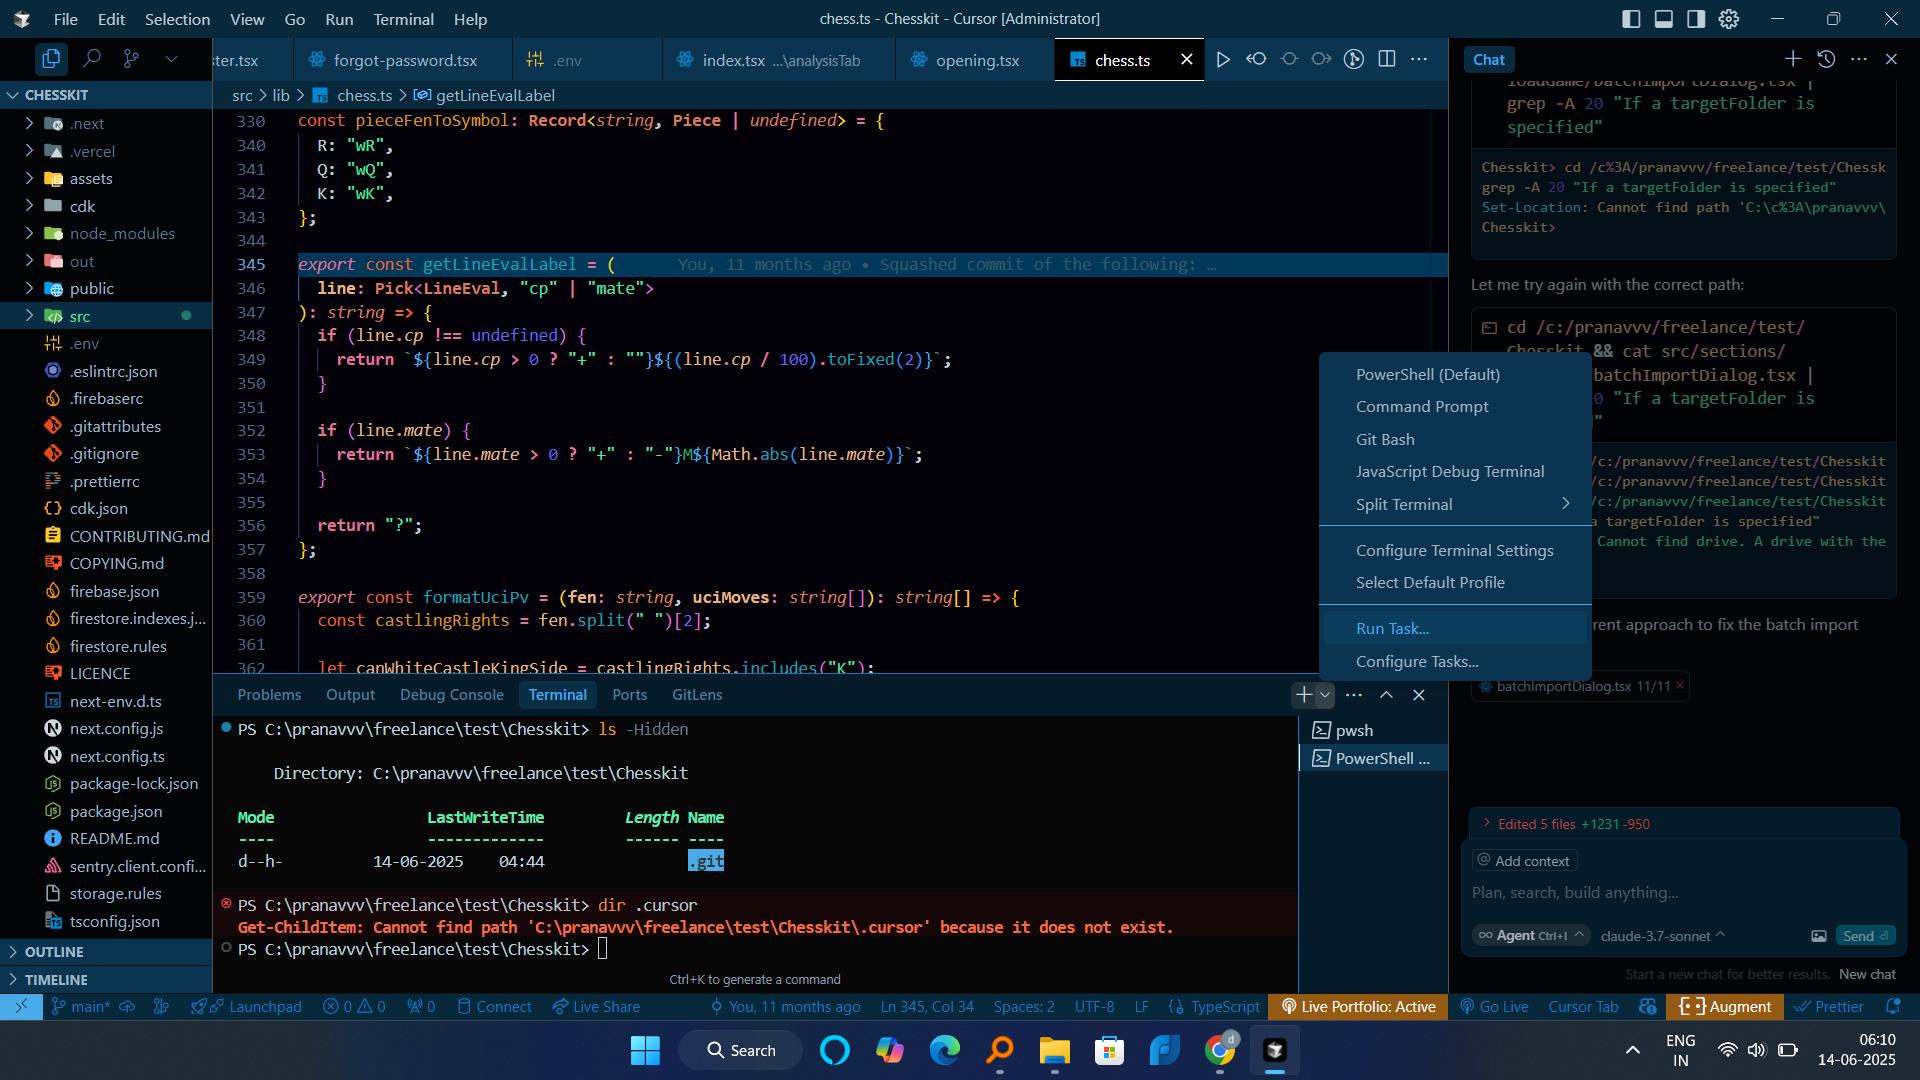 File Edit Selection View Go Run Terminal Help
chess.ts - Chesskit - Cursor [Administrator]
ster.tsx
forgot-password.tsx
.env
index.tsx ...\analysisTab
opening.tsx
chess.ts
CHESSKIT
.next
.vercel
assets
cdk
node_modules
out
public
src
.env
.eslintrc.json
.firebaserc
.gitattributes
.gitignore
.prettierrc
cdk.json
CONTRIBUTING.md
COPYING.md
firebase.json
firestore.indexes.j...
firestore.rules
LICENCE
next-env.d.ts
next.config.js
next.config.ts
package-lock.json
package.json
README.md
sentry.client.confi...
storage.rules
tsconfig.json
OUTLINE
TIMELINE
src > lib > chess.ts > getLineEvalLabel
330 const pieceFenToSymbol: Record<string, Piece | undefined> = {
340 R: "wR",
341 Q: "wQ",
342 K: "wK",
343 };
344
345 export const getLineEvalLabel = ( You, 11 months ago • Squashed commit of the following: …
346 line: Pick<LineEval, "cp" | "mate">
347 ): string => {
348 if (line.cp !== undefined) {
349 return `${line.cp > 0 ? "+" : ""}${(line.cp / 100).toFixed(2)}`;
350 }
351
352 if (line.mate) {
353 return `${line.mate > 0 ? "+" : "-"}M${Math.abs(line.mate)}`;
354 }
355
356 return "?";
357 };
358
359 export const formatUciPv = (fen: string, uciMoves: string[]): string[] => {
360 const castlingRights = fen.split(" ")[2];
361
362 let canWhiteCastleKingSide = castlingRights.includes("K");
Problems Output Debug Console Terminal Ports GitLens
PS C:\pranavvv\freelance\test\Chesskit> ls -Hidden
Directory: C:\pranavvv\freelance\test\Chesskit
Mode LastWriteTime Length Name
---- ------------- ------ ----
d--h- 14-06-2025 04:44 .git
PS C:\pranavvv\freelance\test\Chesskit> dir .cursor
Get-ChildItem: Cannot find path 'C:\pranavvv\freelance\test\Chesskit\.cursor' because it does not exist.
PS C:\pranavvv\freelance\test\Chesskit>
Ctrl+K to generate a command
pwsh
PowerShell ...
PowerShell (Default)
Command Prompt
Git Bash
JavaScript Debug Terminal
Split Terminal
Configure Terminal Settings
Select Default Profile
Run Task...
Configure Tasks...
Chat
loadGame/batchImportDialog.tsx |
grep -A 20 "If a targetFolder is
specified"
Chesskit> cd /c%3A/pranavvv/freelance/test/Chessk
grep -A 20 "If a targetFolder is specified"
Set-Location: Cannot find path 'C:\c%3A\pranavvv\
Chesskit>
Let me try again with the correct path:
cd /c:/pranavvv/freelance/test/
Chesskit && cat src/sections/
/batchImportDialog.tsx |
0 "If a targetFolder is
"
/c:/pranavvv/freelance/test/Chesskit
/c:/pranavvv/freelance/test/Chesskit
/c:/pranavvv/freelance/test/Chesskit
a targetFolder is specified"
Cannot find drive. A drive with the
rent approach to fix the batch import
batchImportDialog.tsx 11/11
Edited 5 files +1231 -950
@ Add context
Plan, search, build anything...
Agent Ctrl+I claude-3.7-sonnet Send
Start a new chat for better results. New chat
main* Launchpad 0 0 0 Connect Live Share You, 11 months ago Ln 345, Col 34 Spaces: 2 UTF-8 LF TypeScript Live Portfolio: Active Go Live Cursor Tab Augment Prettier
Search
d
ENG
IN
06:10
14-06-2025